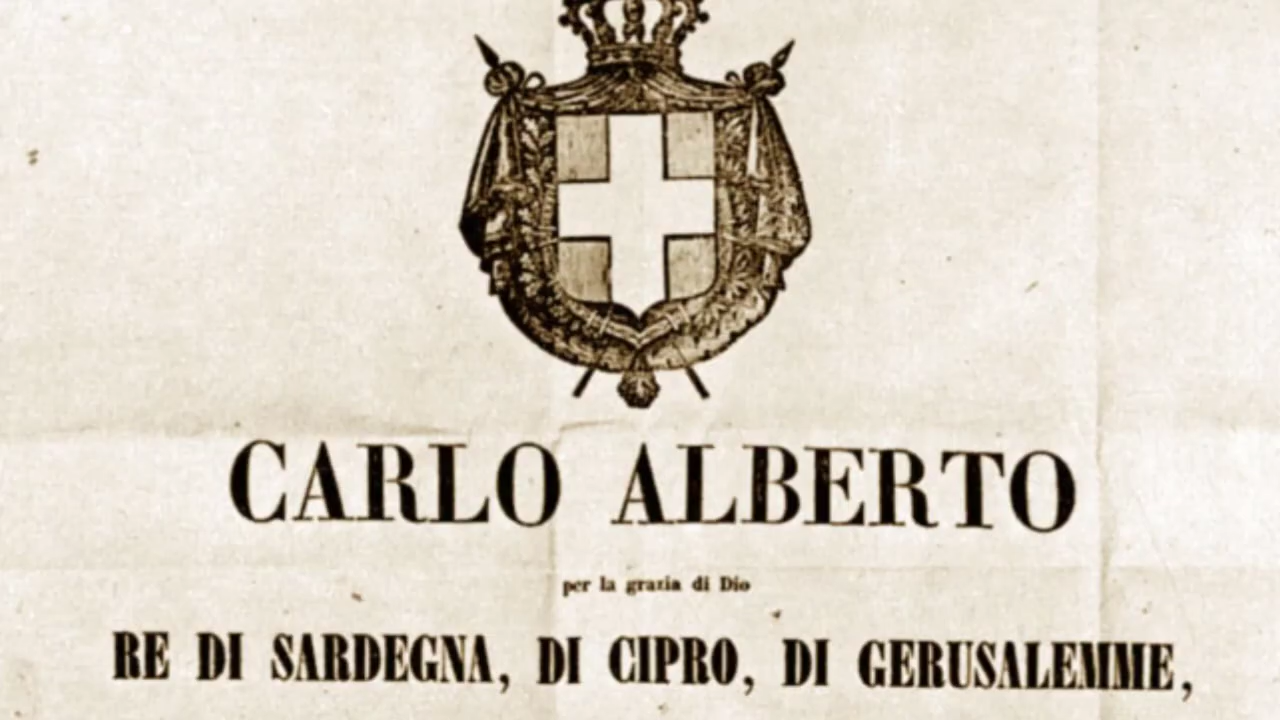 CARLO ALBERTO
per la grazia di Dio
RE DI SARDEGNA, DI CIPRO, DI GERUSALEMME,